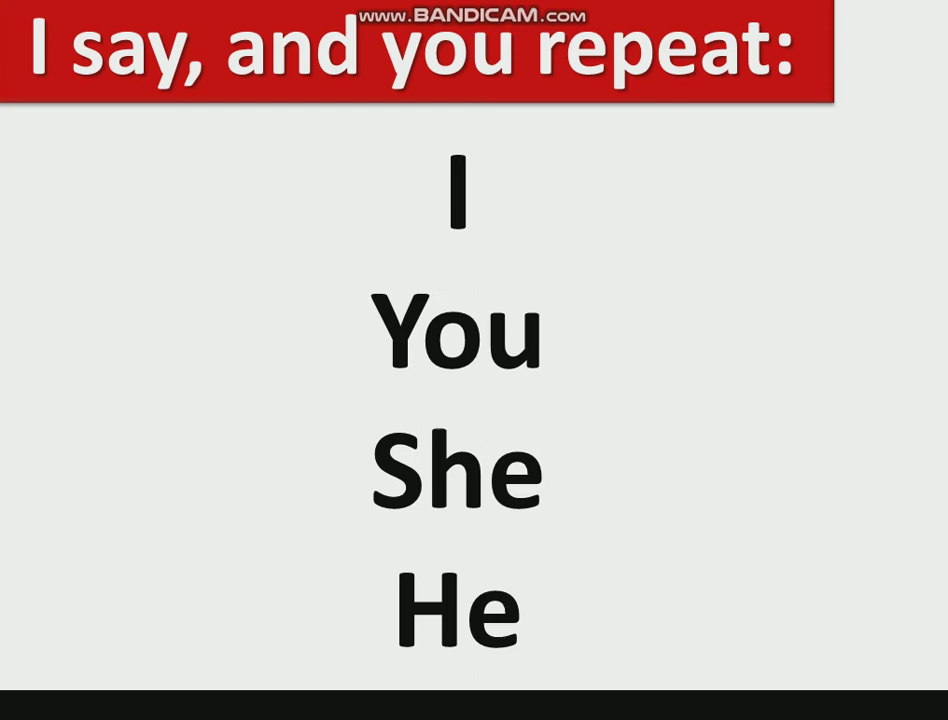 www.BANDICAM.com
I say, and you repeat:
I
You
She
He